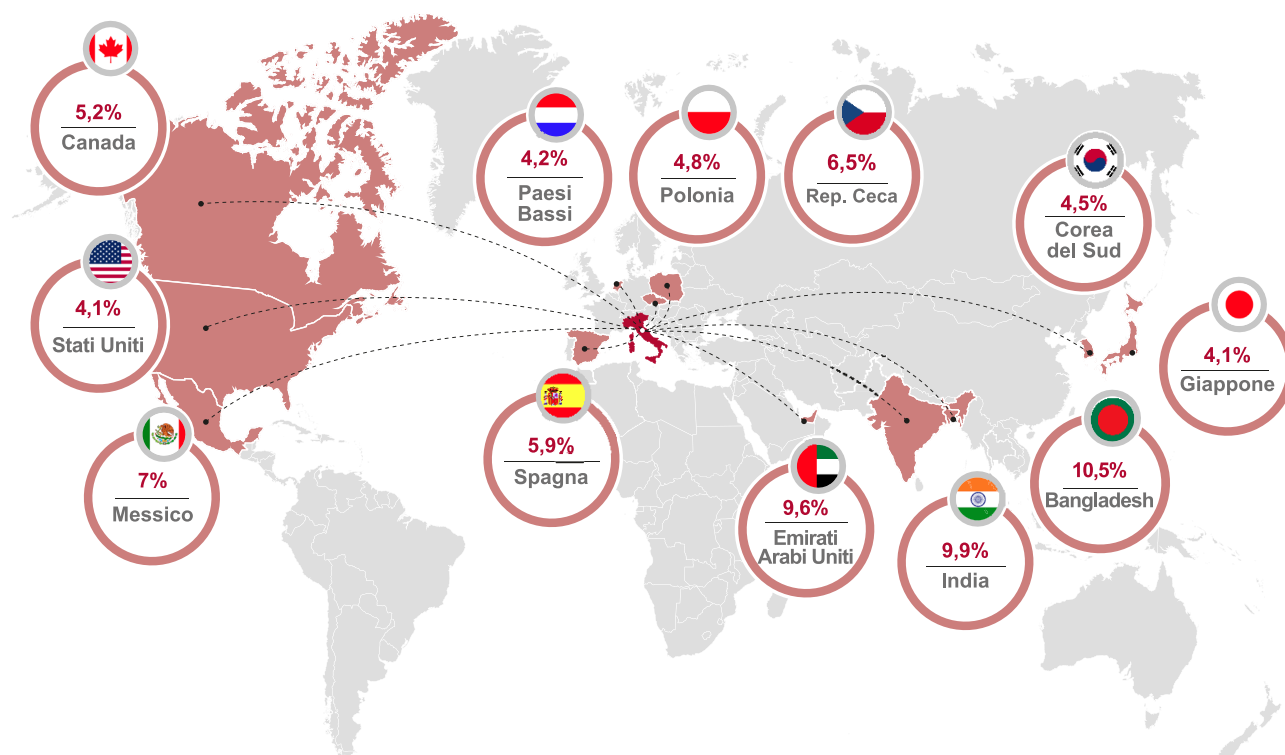 5,2%
Canada
4,2%
Paesi
Bassi
4,8%
Polonia
6,5%
Rep. Ceca
4,5%
Corea
del Sud
4,1%
Stati Uniti
4,1%
Giappone
7%
Messico
5,9%
Spagna
9,6%
Emirati
Arabi Uniti
9,9%
India
10,5%
Bangladesh